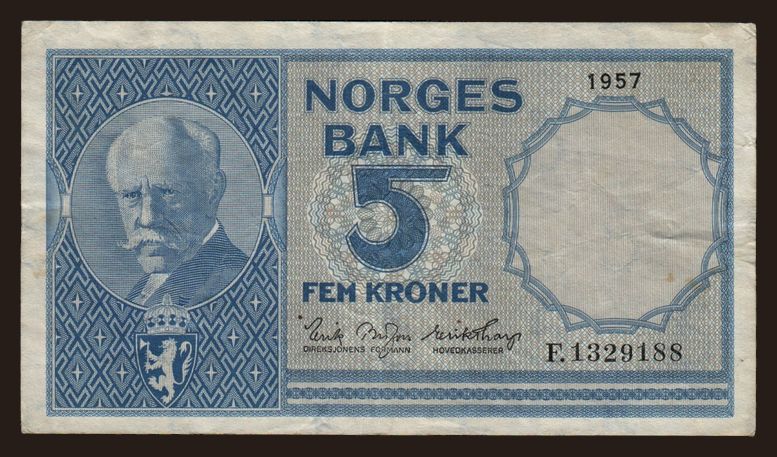 1957
NORGES
BANK
5
FEM KRONER
DIREKSJONENS FORMANN
HOVEDKASSERER
F.1329188